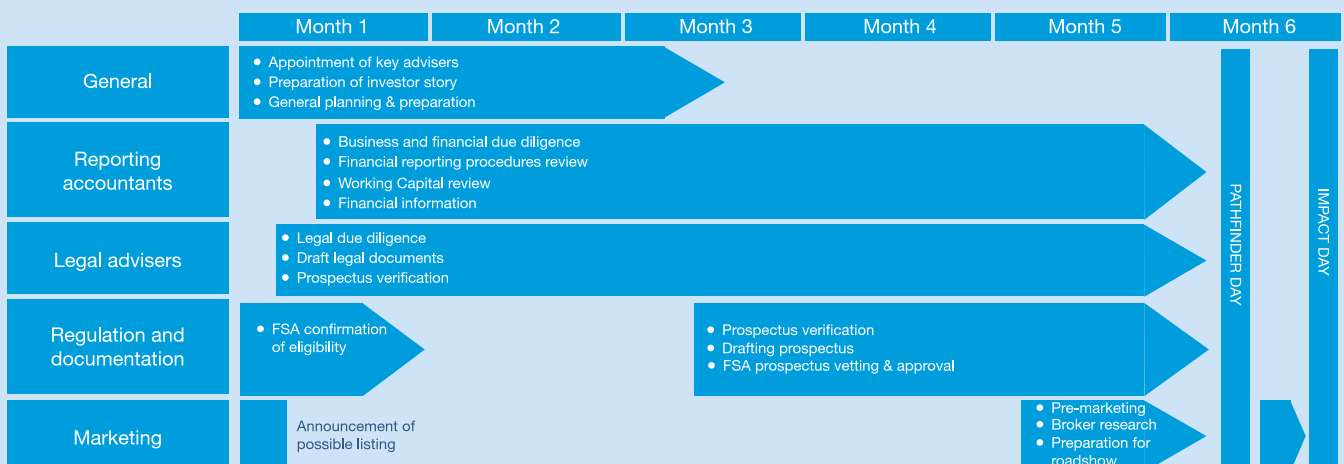 Month 1
Month 2
Month 3
Month 4
Month 5
Month 6
General
• Appointment of key advisers
• Preparation of investor story
• General planning & preparation
Reporting
accountants
• Business and financial due diligence
• Financial reporting procedures review
• Working Capital review
• Financial information
Legal advisers
• Legal due diligence
• Draft legal documents
• Prospectus verification
Regulation and
documentation
• FSA confirmation
of eligibility
• Prospectus verification
• Drafting prospectus
• FSA prospectus vetting & approval
Marketing
Announcement of
possible listing
• Pre-marketing
• Broker research
• Preparation for
roadshow
PATHFINDER DAY
IMPACT DAY